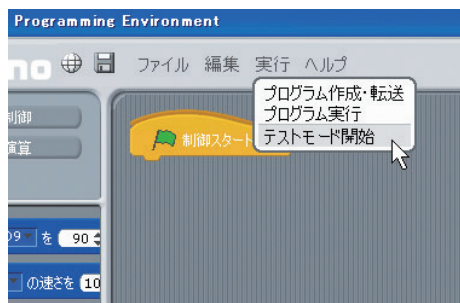 Programming Environment
no ファイル 編集 実行 ヘルプ
プログラム作成・転送
プログラム実行
テストモード開始
制御
演算
制御スタート
D9 を 90
の速さを 10